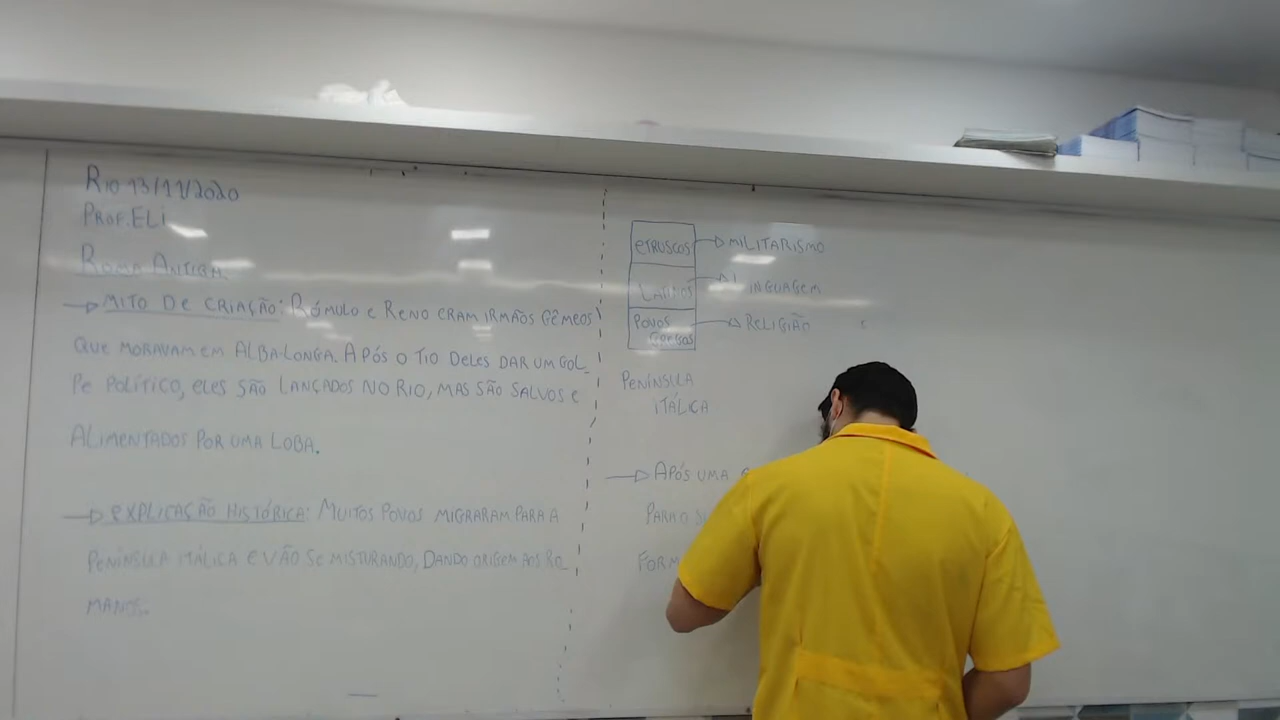 RIO 13/11/2020
PROF. ELI
ROMA ANTIGA
MITO DE CRIAÇÃO: RÔMULO E REMO ERAM IRMÃOS GÊMEOS
QUE MORAVAM EM ALBA-LONGA. APÓS O TIO DELES DAR UM GOL_
PE POLÍTICO, ELES SÃO LANÇADOS NO RIO, MAS SÃO SALVOS E
ALIMENTADOS POR UMA LOBA.
EXPLICAÇÃO HISTÓRICA: MUITOS POVOS MIGRARAM PARA A
PENÍNSULA ITÁLICA E VÃO SE MISTURANDO, DANDO ORIGEM AOS RO_
MANOS.
ETRUSCOS → MILITARISMO
LATINOS → LINGUAGEM
POVOS → RELIGIÃO
GREGOS
PENÍNSULA
ITÁLICA
APÓS UMA
PARA O
FORM